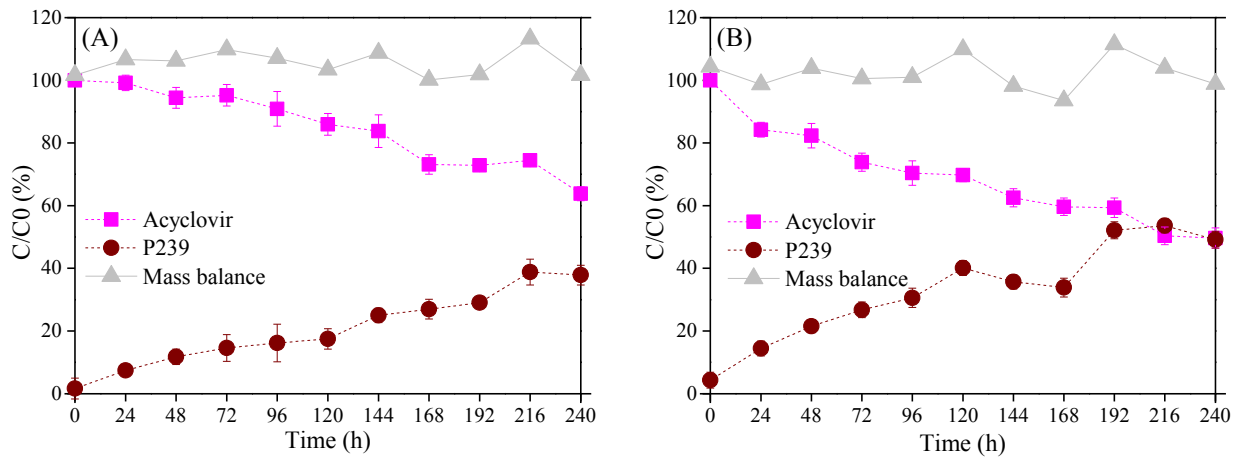 (A)
C/C0 (%)
120
100
80
60
40
20
0
Acyclovir
P239
Mass balance
0 24 48 72 96 120 144 168 192 216 240
Time (h)
(B)
C/C0 (%)
120
100
80
60
40
20
0
Acyclovir
P239
Mass balance
0 24 48 72 96 120 144 168 192 216 240
Time (h)